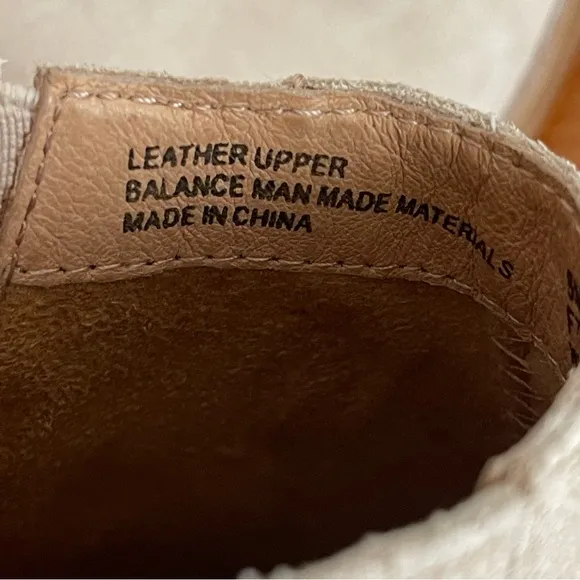 LEATHER UPPER
BALANCE MAN MADE MATERIALS
MADE IN CHINA